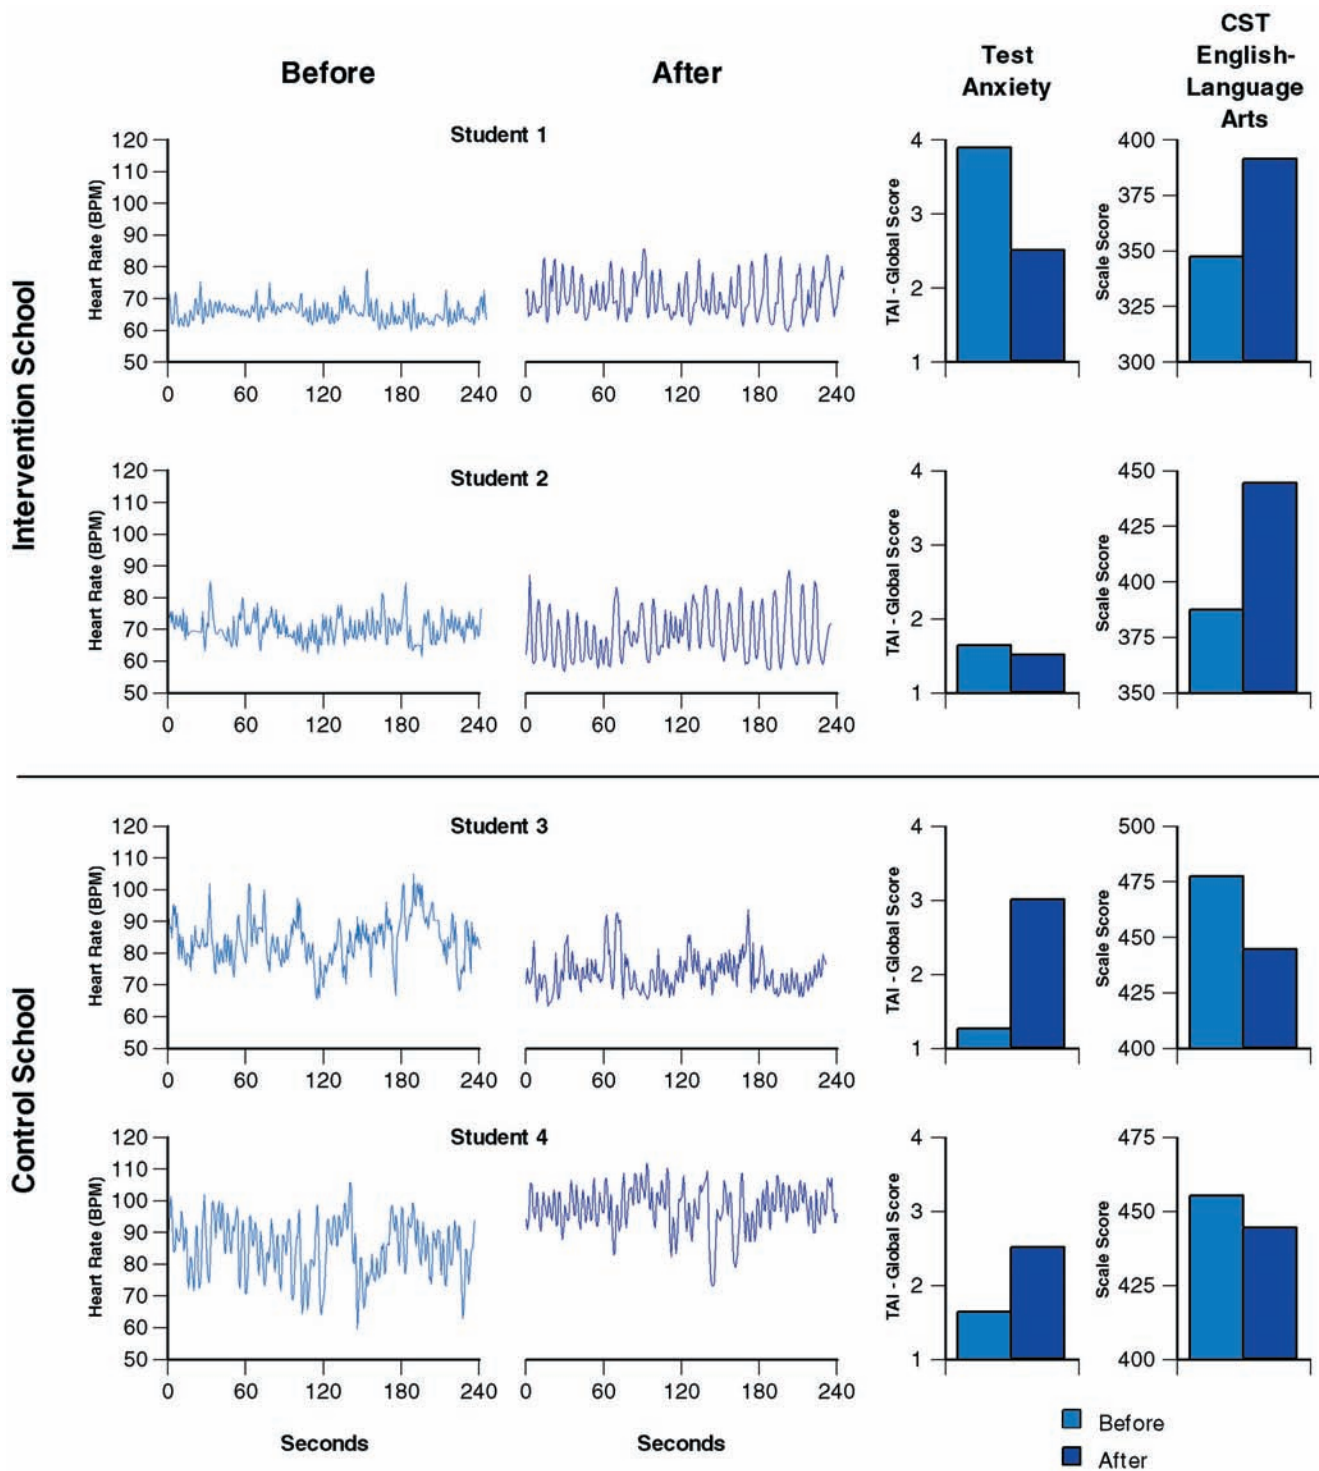 Before
After
Test
Anxiety
CST
English-
Language
Arts
Intervention School
Student 1
Heart Rate (BPM)
120
110
100
90
80
70
60
50
0 60 120 180 240
0 60 120 180 240
TAI - Global Score
4
3
2
1
Scale Score
400
375
350
325
300
Student 2
Heart Rate (BPM)
120
110
100
90
80
70
60
50
0 60 120 180 240
0 60 120 180 240
TAI - Global Score
4
3
2
1
Scale Score
450
425
400
375
350
Control School
Student 3
Heart Rate (BPM)
120
110
100
90
80
70
60
50
0 60 120 180 240
0 60 120 180 240
TAI - Global Score
4
3
2
1
Scale Score
500
475
450
425
400
Student 4
Heart Rate (BPM)
120
110
100
90
80
70
60
50
0 60 120 180 240
0 60 120 180 240
Seconds
Seconds
TAI - Global Score
4
3
2
1
Scale Score
475
450
425
400
Before
After